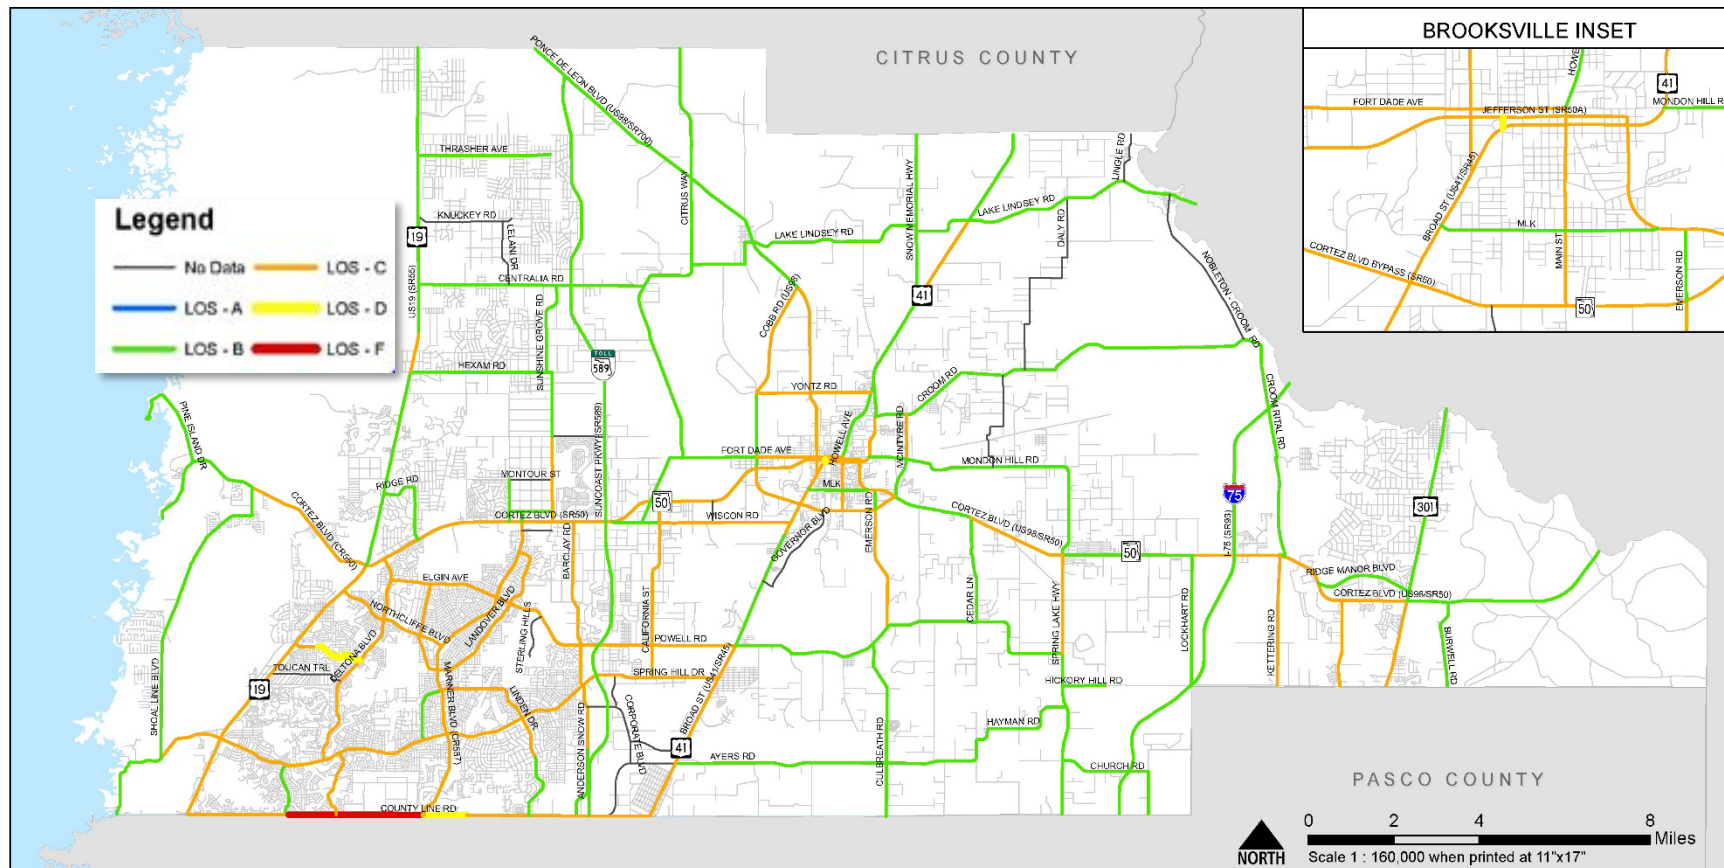 CITRUS COUNTY
BROOKSVILLE INSET
HOWE
41
FORT DADE AVE
JEFFERSON ST (SR50A)
MONDON HILL R
BROAD ST (US41/SR45)
MLK
MAIN ST
CORTEZ BLVD BYPASS (SR50)
EMERSON RD
50
PONCE DE LEON BLVD (US98/SR700)
THRASHER AVE
CITRUS WAY
SNOW MEMORIAL HWY
LINGLE RD
Legend
No Data
LOS - C
LOS - A
LOS - D
LOS - B
LOS - F
KNUCKEY RD
LELANI DR
19
US19 (SR55)
LAKE LINDSEY RD
LAKE LINDSEY RD
DALY RD
NOBLETON - CROOM RD
CENTRALIA RD
SUNSHINE GROVE RD
COBB RD (US98)
41
TOLL
589
HEXAM RD
YONTZ RD
CROOM RD
CROOM RITAL RD
PINE ISLAND DR
SUNCOAST PKWY (SR589)
HOWELL AVE
MCINTYRE RD
FORT DADE AVE
MONDON HILL RD
MONTOUR ST
RIDGE RD
MLK
50
75
301
CORTEZ BLVD (SR50)
WISCON RD
EMERSON RD
CORTEZ BLVD (US98/SR50)
I-75 (SR93)
CORTEZ BLVD (CR550)
BARCLAY RD
GOVERNOR BLVD
50
RIDGE MANOR BLVD
ELGIN AVE
CORTEZ BLVD (US98/SR50)
NORTHCLIFFE BLVD
LANDOVER BLVD
STERLING HILLS
CALIFORNIA ST
CEDAR LN
SPRING LAKE HWY
LOCKHART RD
KETTERING RD
BURWELL RD
POWELL RD
DELTONA BLVD
TOUCAN TRL
SPRING HILL DR
HICKORY HILL RD
19
SHOAL LINE BLVD
MARINER BLVD (CR587)
LINDEN DR
ANDERSON SNOW RD
CORPORATE BLVD
BROAD ST (US41/SR45)
CULBREATH RD
HAYMAN RD
41
AYERS RD
CHURCH RD
PASCO COUNTY
COUNTY LINE RD
NORTH
0 2 4 8
Miles
Scale 1 : 160,000 when printed at 11"x17"